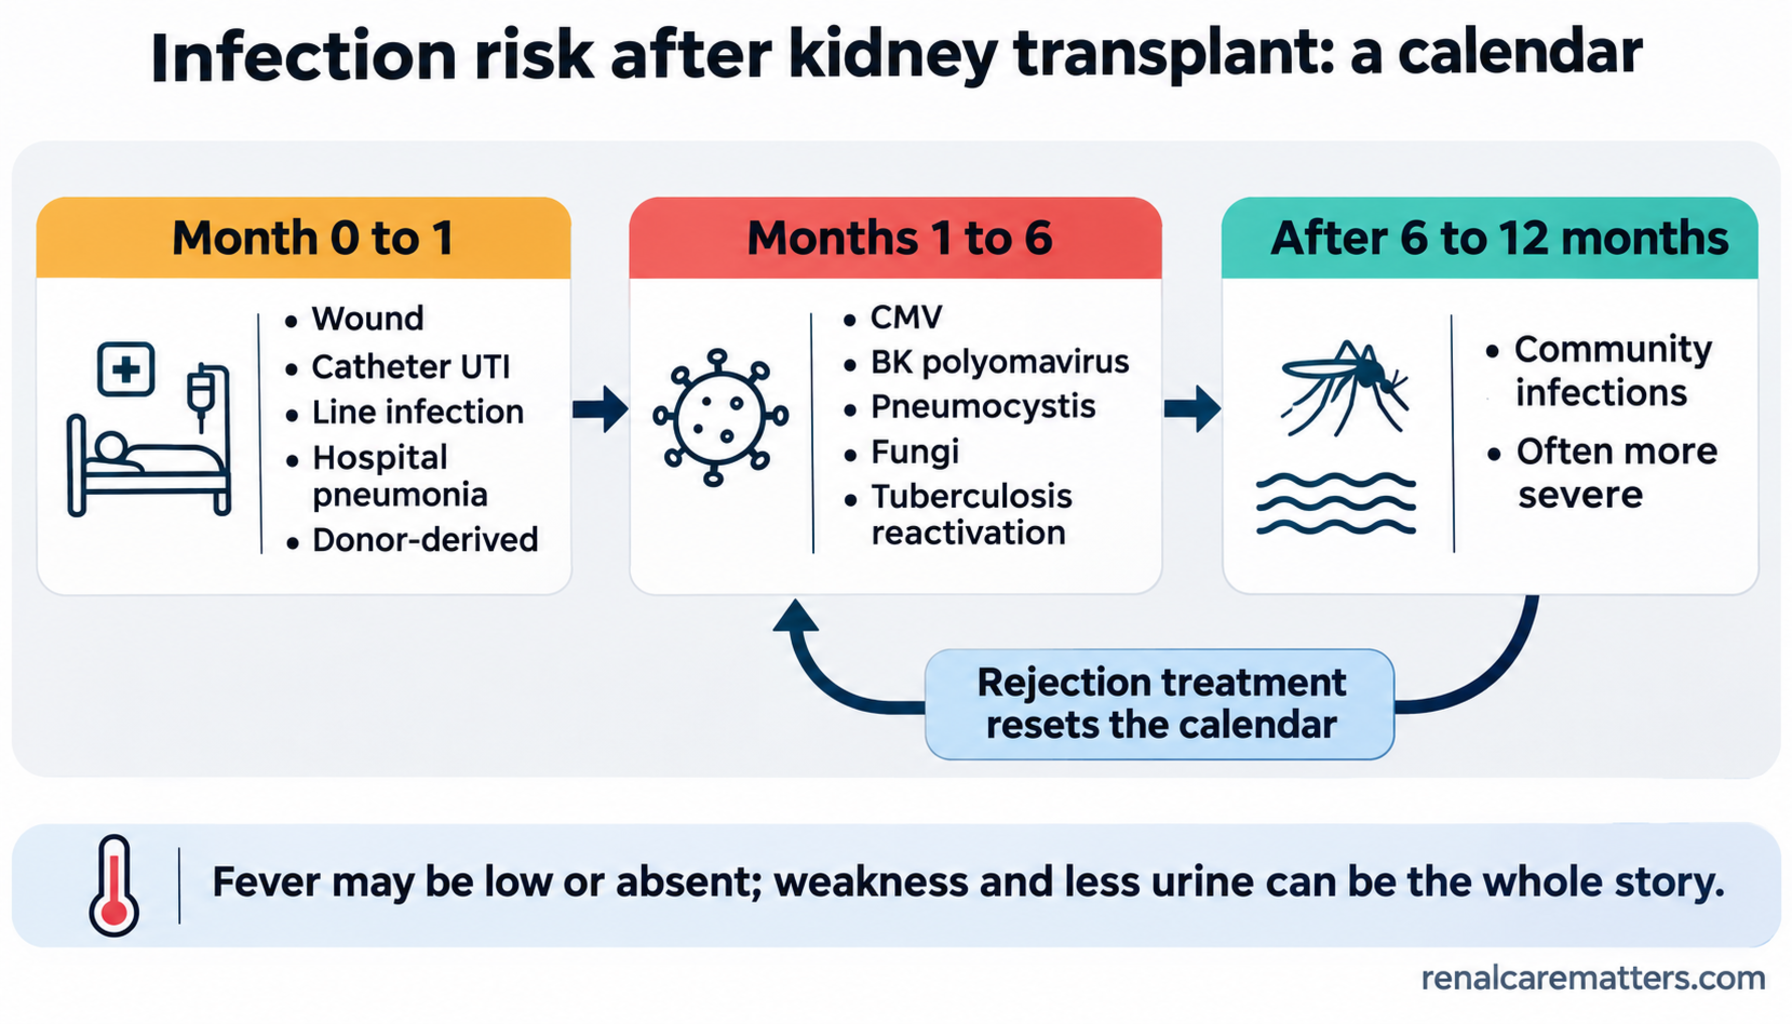 Infection risk after kidney transplant: a calendar
Month 0 to 1
• Wound
• Catheter UTI
• Line infection
• Hospital
pneumonia
• Donor-derived
Months 1 to 6
• CMV
• BK polyomavirus
• Pneumocystis
• Fungi
• Tuberculosis
reactivation
After 6 to 12 months
• Community
infections
• Often more
severe
Rejection treatment
resets the calendar
Fever may be low or absent; weakness and less urine can be the whole story.
renalcarematters.com